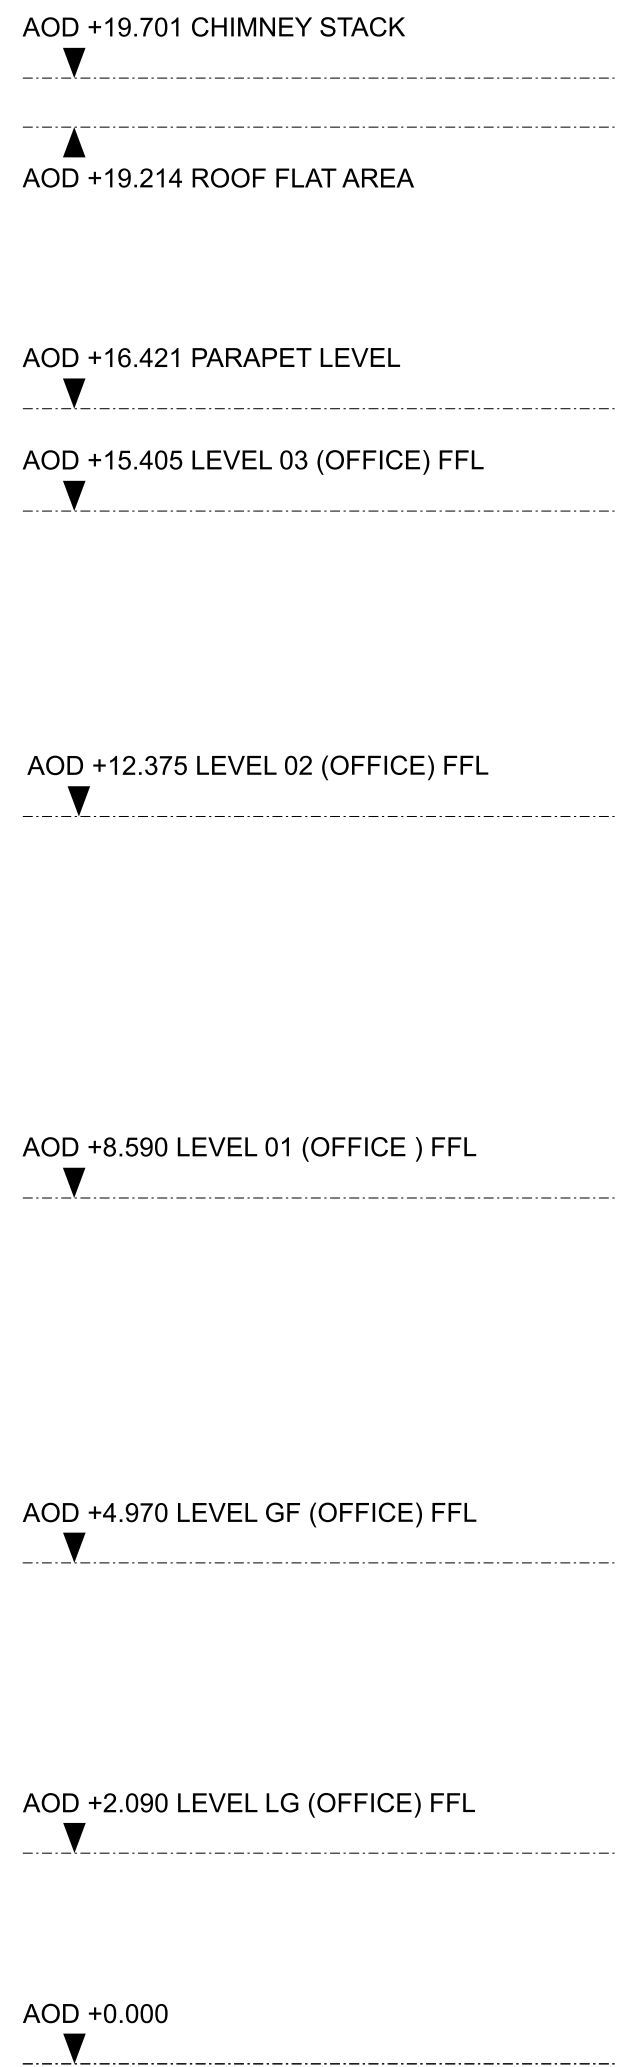 AOD +19.701 CHIMNEY STACK
AOD +19.214 ROOF FLAT AREA
AOD +16.421 PARAPET LEVEL
AOD +15.405 LEVEL 03 (OFFICE) FFL
AOD +12.375 LEVEL 02 (OFFICE) FFL
AOD +8.590 LEVEL 01 (OFFICE ) FFL
AOD +4.970 LEVEL GF (OFFICE) FFL
AOD +2.090 LEVEL LG (OFFICE) FFL
AOD +0.000